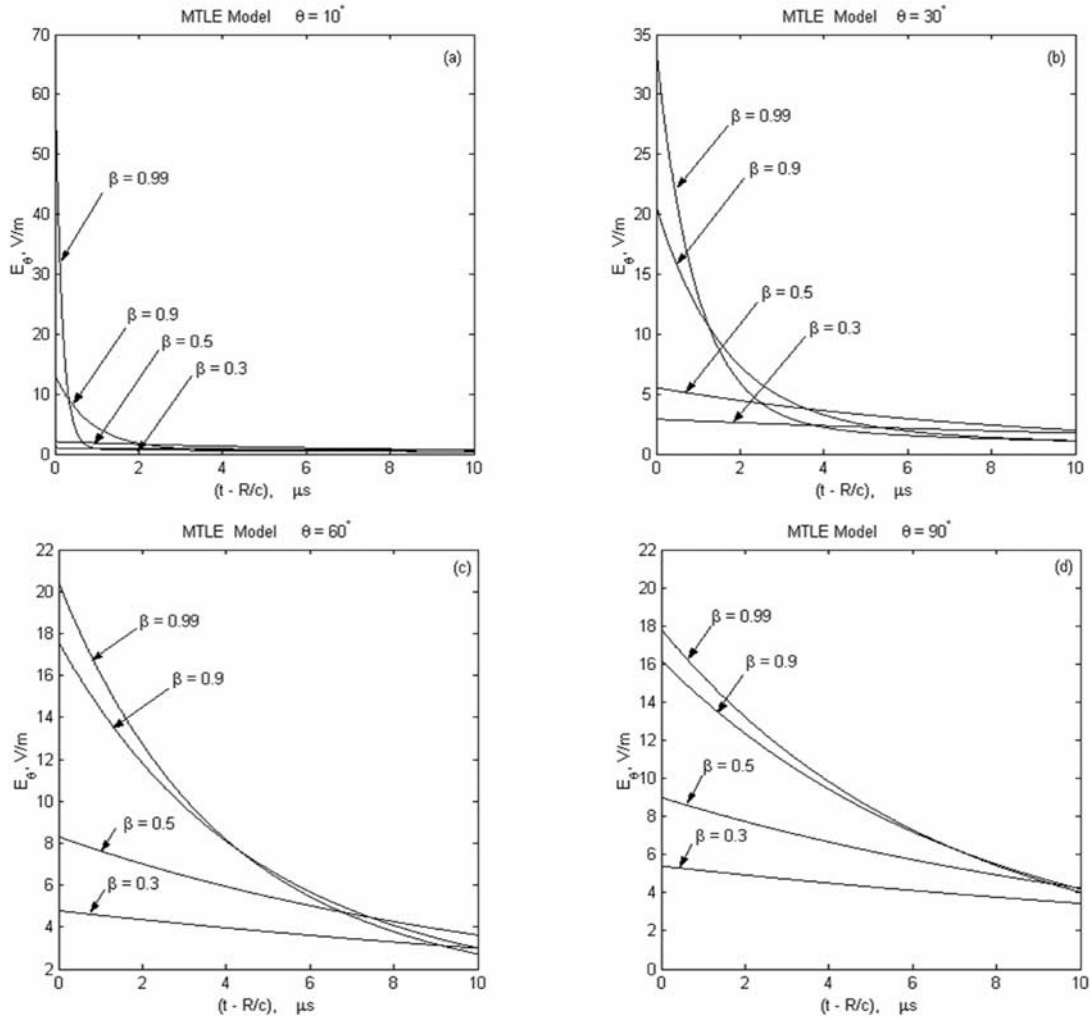 MTLE Model θ = 10°
(a)
70
60
50
40
30
20
10
0
E_θ, V/m
β = 0.99
β = 0.9
β = 0.5
β = 0.3
0 2 4 6 8 10
(t - R/c), μs
MTLE Model θ = 30°
(b)
35
30
25
20
15
10
5
0
E_θ, V/m
β = 0.99
β = 0.9
β = 0.5
β = 0.3
0 2 4 6 8 10
(t - R/c), μs
MTLE Model θ = 60°
(c)
22
20
18
16
14
12
10
8
6
4
2
E_θ, V/m
β = 0.99
β = 0.9
β = 0.5
β = 0.3
0 2 4 6 8 10
(t - R/c), μs
MTLE Model θ = 90°
(d)
22
20
18
16
14
12
10
8
6
4
2
0
E_θ, V/m
β = 0.99
β = 0.9
β = 0.5
β = 0.3
0 2 4 6 8 10
(t - R/c), μs